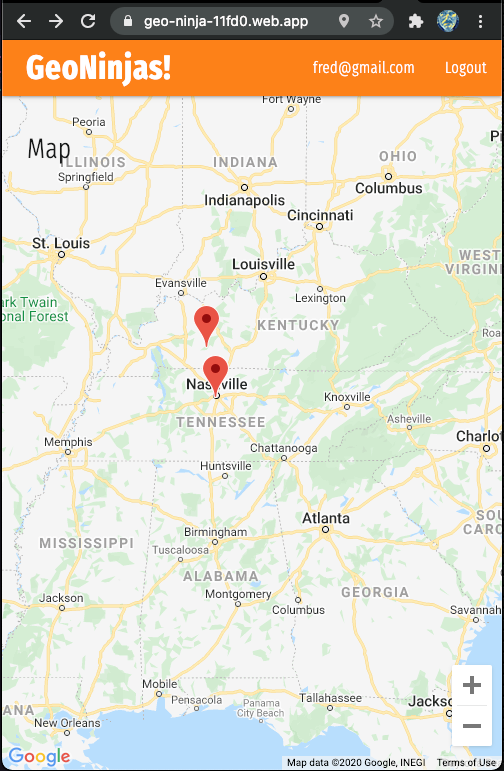 geo-ninja-11fd0.web.app
GeoNinjas!
fred@gmail.com
Logout
Map
Fort Wayne
Peoria
ILLINOIS
INDIANA
OHIO
Springfield
Indianapolis
Columbus
Cincinnati
St. Louis
WEST
VIRGIN
Louisville
Evansville
Lexington
ark Twain
onal Forest
KENTUCKY
Roa
Nashville
Knoxville
TENNESSEE
Asheville
Memphis
Charlot
Chattanooga
Huntsville
Atlanta
SOU
CARO
Birmingham
MISSISSIPPI
Tuscaloosa
ALABAMA
Montgomery
GEORGIA
Jackson
Columbus
Savannah
Mobile
Pensacola
Panama
City Beach
Tallahassee
Jackso
ANA
New Orleans
Google
Map data ©2020 Google, INEGI
Terms of Use